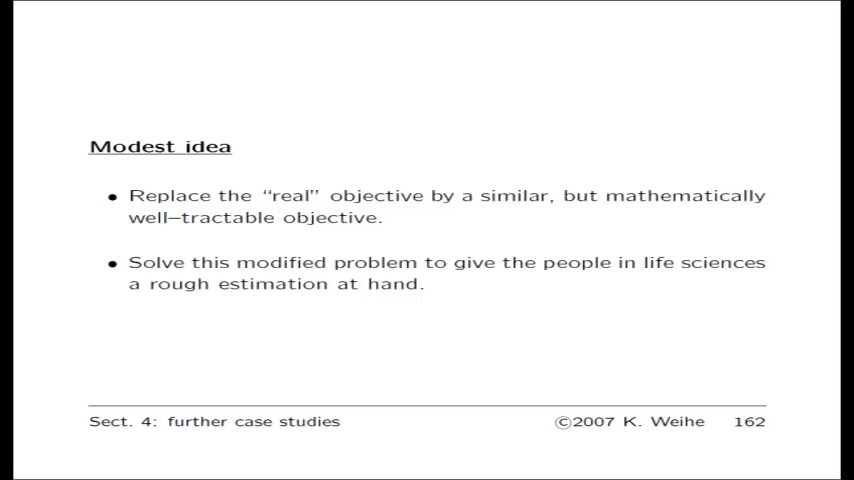 Modest idea
• Replace the “real” objective by a similar, but mathematically
well–tractable objective.
• Solve this modified problem to give the people in life sciences
a rough estimation at hand.
Sect. 4: further case studies ©2007 K. Weihe 162